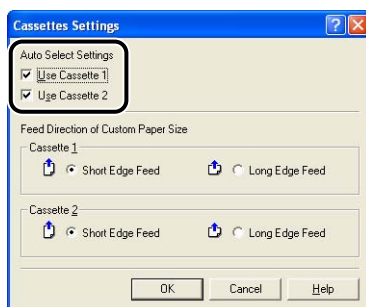 Cassettes Settings
Auto Select Settings
Use Cassette 1
Use Cassette 2
Feed Direction of Custom Paper Size
Cassette 1
Short Edge Feed Long Edge Feed
Cassette 2
Short Edge Feed Long Edge Feed
OK Cancel Help